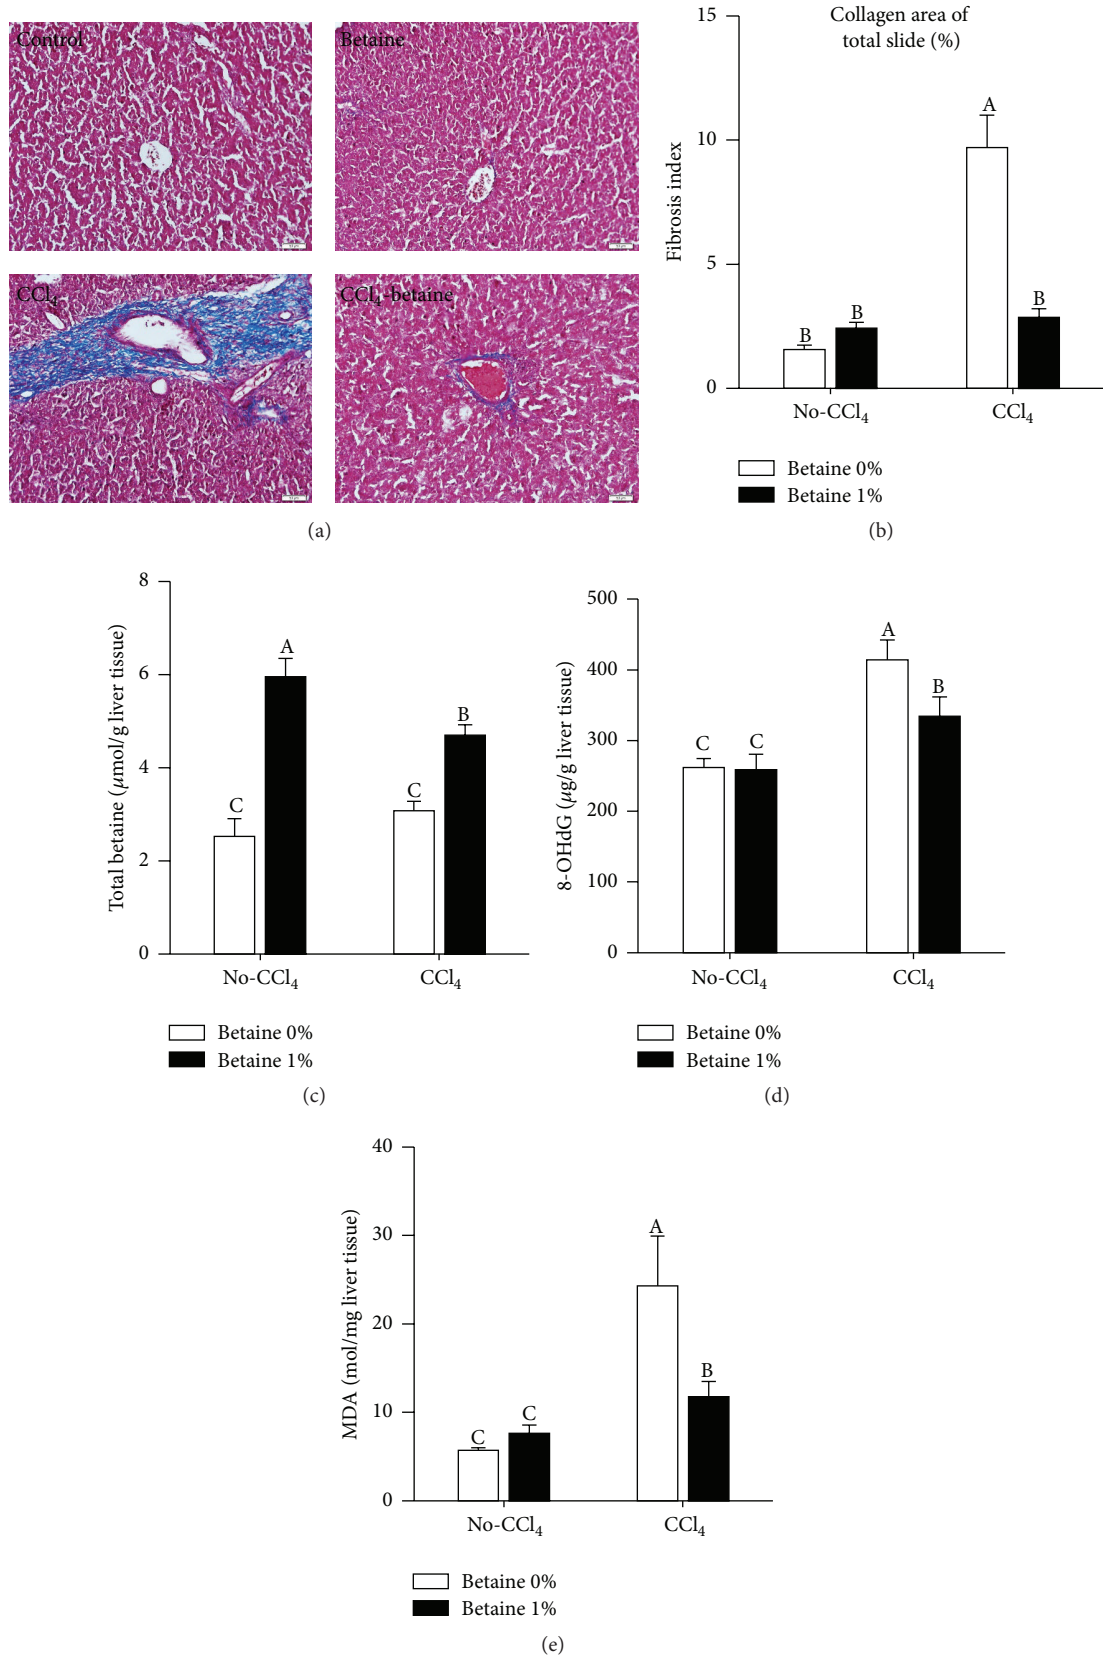 Control
Betaine
CCl4
CCl4-betaine
(a)
Collagen area of
total slide (%)
Fibrosis index
15
10
5
0
A
B
B
B
No-CCl4
CCl4
Betaine 0%
Betaine 1%
(b)
Total betaine (μmol/g liver tissue)
8
6
4
2
0
C
A
C
B
No-CCl4
CCl4
Betaine 0%
Betaine 1%
(c)
8-OHdG (μg/g liver tissue)
500
400
300
200
100
0
C
C
A
B
No-CCl4
CCl4
Betaine 0%
Betaine 1%
(d)
MDA (mol/mg liver tissue)
40
30
20
10
0
C
C
A
B
No-CCl4
CCl4
Betaine 0%
Betaine 1%
(e)